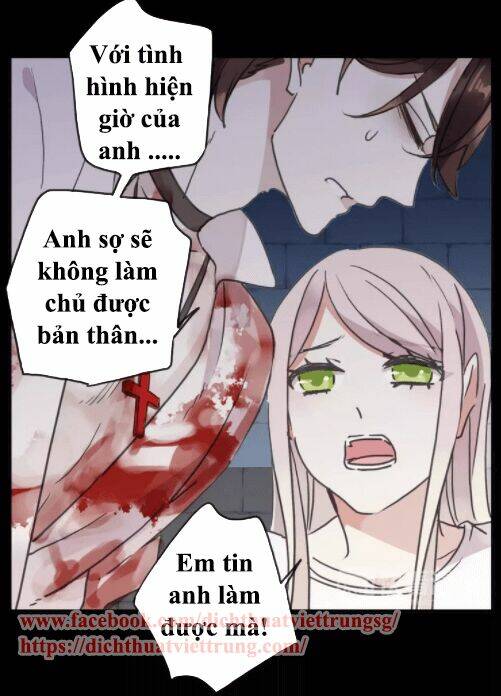 Với tình
hình hiện
giờ của
anh .....
Anh sợ sẽ
không làm
chủ được
bản thân...
Em tin
anh làm
được mà!
www.facebook.com/dichthuatviettrungsg/
https://dichthuatviettrung.com/